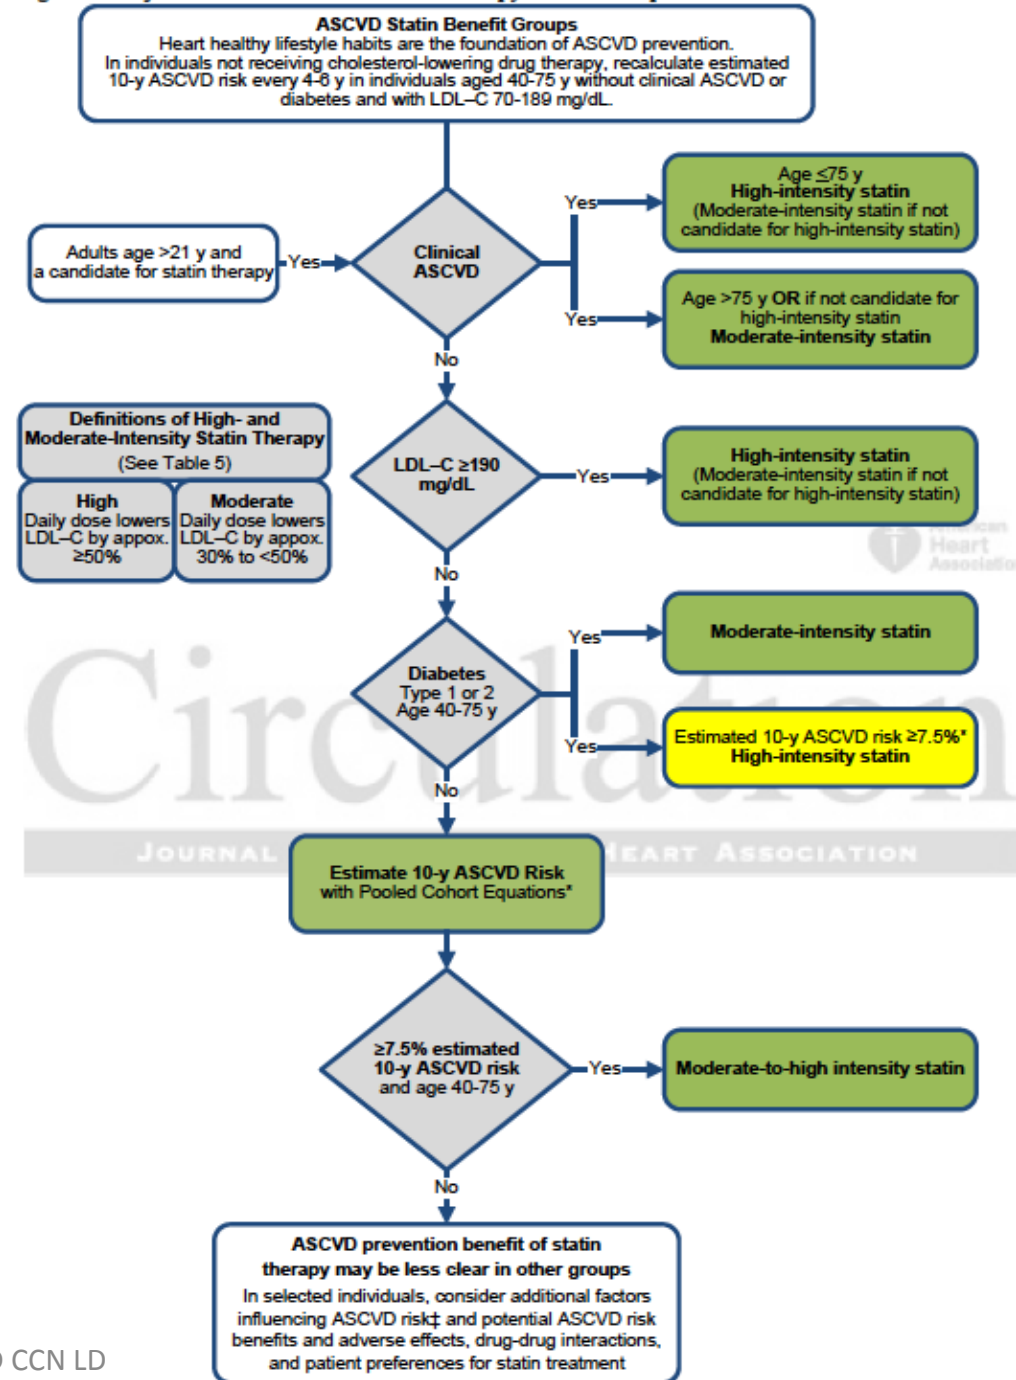 ASCVD Statin Benefit Groups
Heart healthy lifestyle habits are the foundation of ASCVD prevention.
In individuals not receiving cholesterol-lowering drug therapy, recalculate estimated
10-y ASCVD risk every 4-6 y in individuals aged 40-75 y without clinical ASCVD or
diabetes and with LDL–C 70-189 mg/dL.
Adults age >21 y and
a candidate for statin therapy
Yes
Clinical
ASCVD
Yes
Age ≤75 y
High-intensity statin
(Moderate-intensity statin if not
candidate for high-intensity statin)
Yes
Age >75 y OR if not candidate for
high-intensity statin
Moderate-intensity statin
No
Definitions of High- and
Moderate-Intensity Statin Therapy
(See Table 5)
High
Daily dose lowers
LDL–C by appox.
≥50%
Moderate
Daily dose lowers
LDL–C by appox.
30% to <50%
LDL–C ≥190
mg/dL
Yes
High-intensity statin
(Moderate-intensity statin if not
candidate for high-intensity statin)
American
Heart
Association
No
Diabetes
Type 1 or 2
Age 40-75 y
Yes
Moderate-intensity statin
Yes
Estimated 10-y ASCVD risk ≥7.5%*
High-intensity statin
Circulation
No
JOURNAL HEART ASSOCIATION
Estimate 10-y ASCVD Risk
with Pooled Cohort Equations*
≥7.5% estimated
10-y ASCVD risk
and age 40-75 y
Yes
Moderate-to-high intensity statin
No
ASCVD prevention benefit of statin
therapy may be less clear in other groups
In selected individuals, consider additional factors
influencing ASCVD risk‡ and potential ASCVD risk
benefits and adverse effects, drug-drug interactions,
and patient preferences for statin treatment
CCN LD